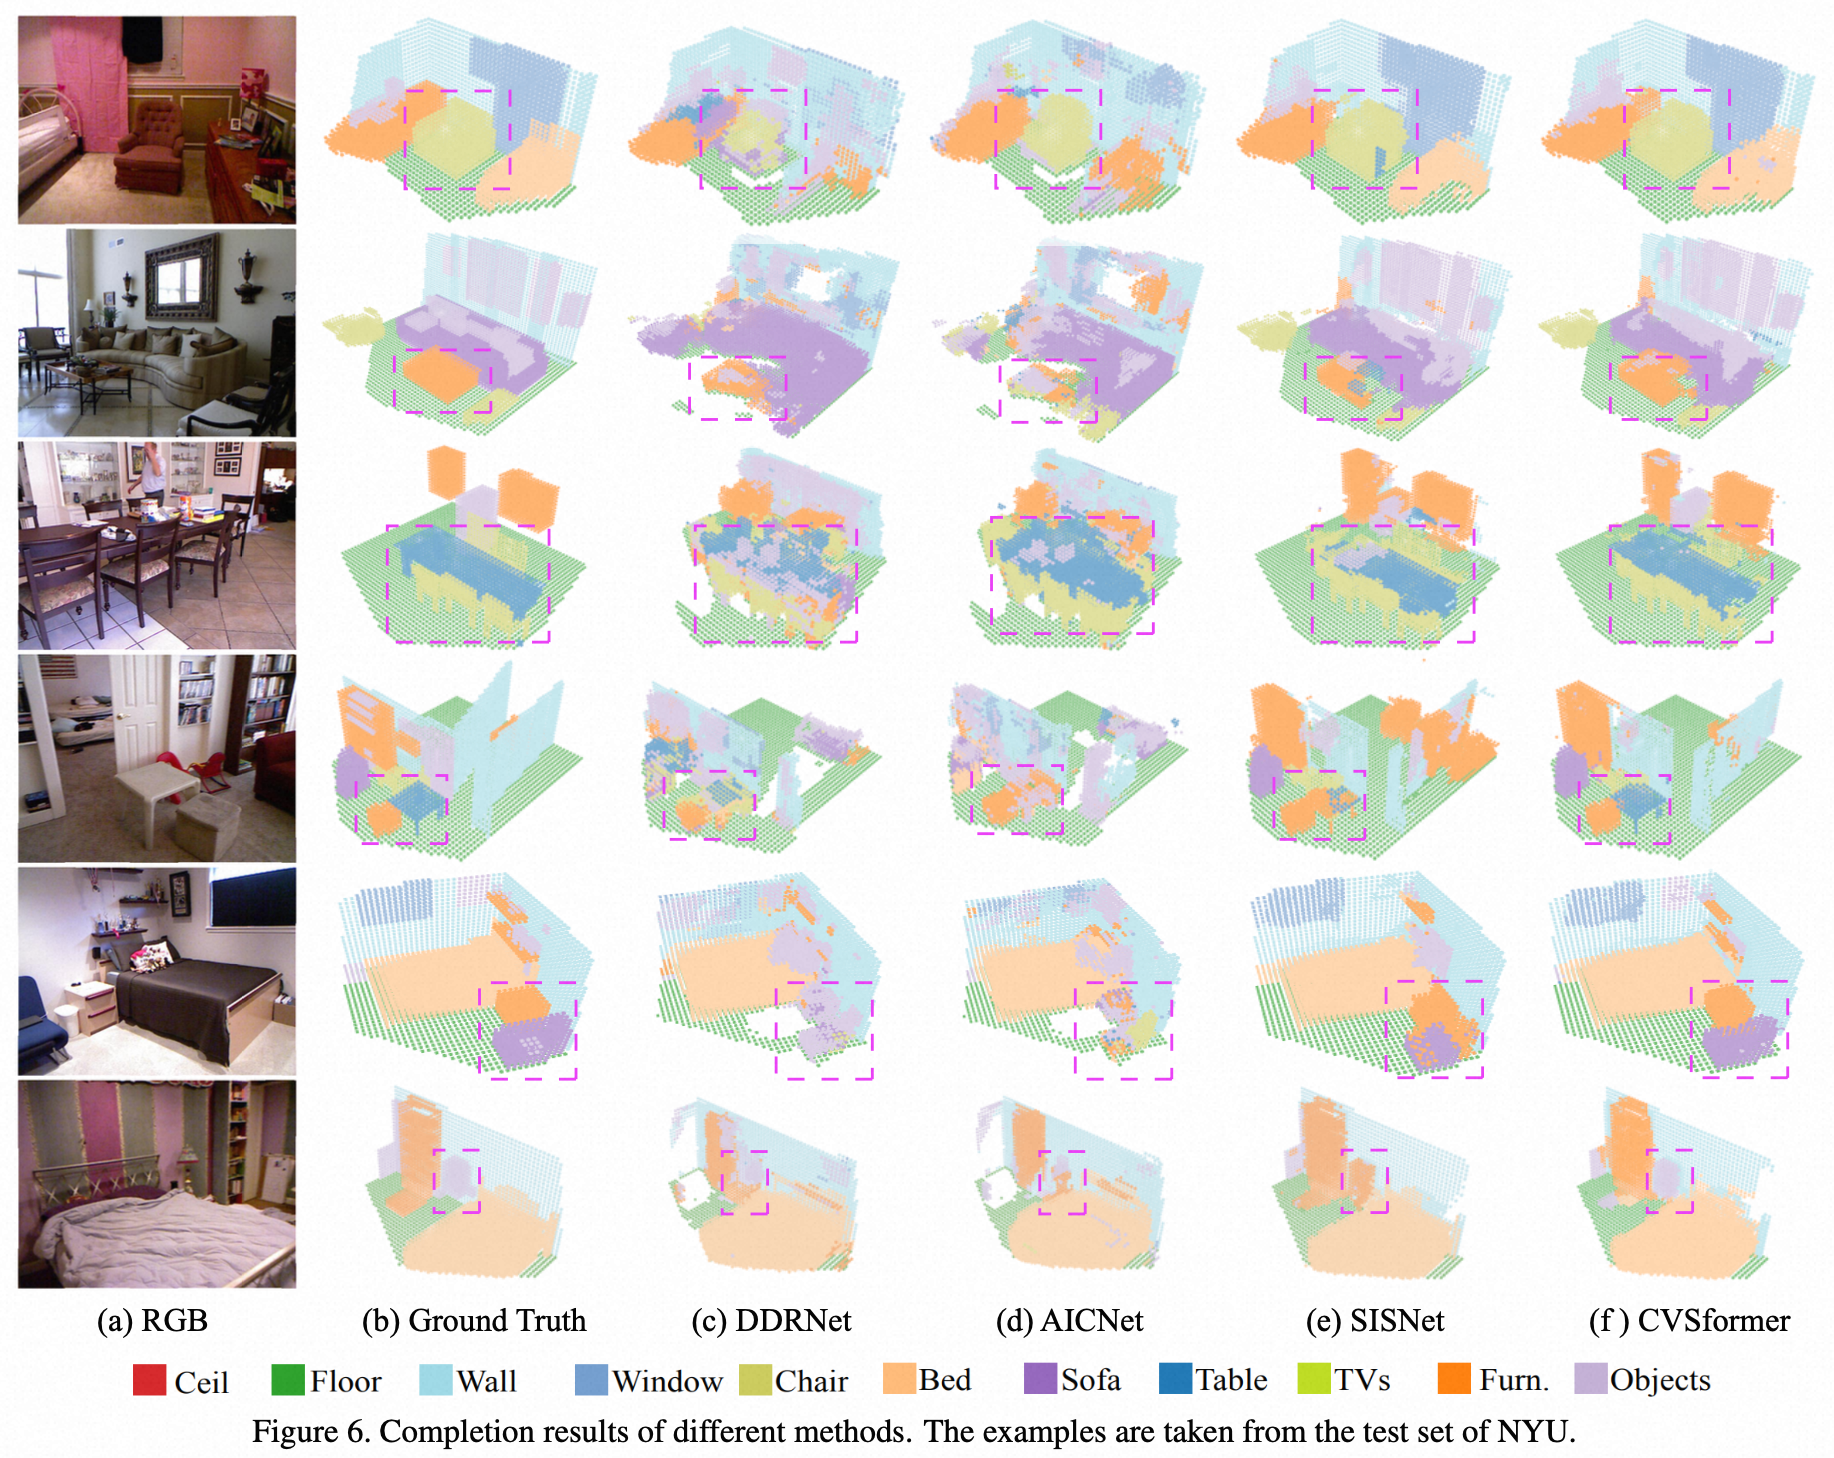 (a) RGB (b) Ground Truth (c) DDRNet (d) AICNet (e) SISNet (f ) CVSformer
Ceil Floor Wall Window Chair Bed Sofa Table TVs Furn. Objects
Figure 6. Completion results of different methods. The examples are taken from the test set of NYU.